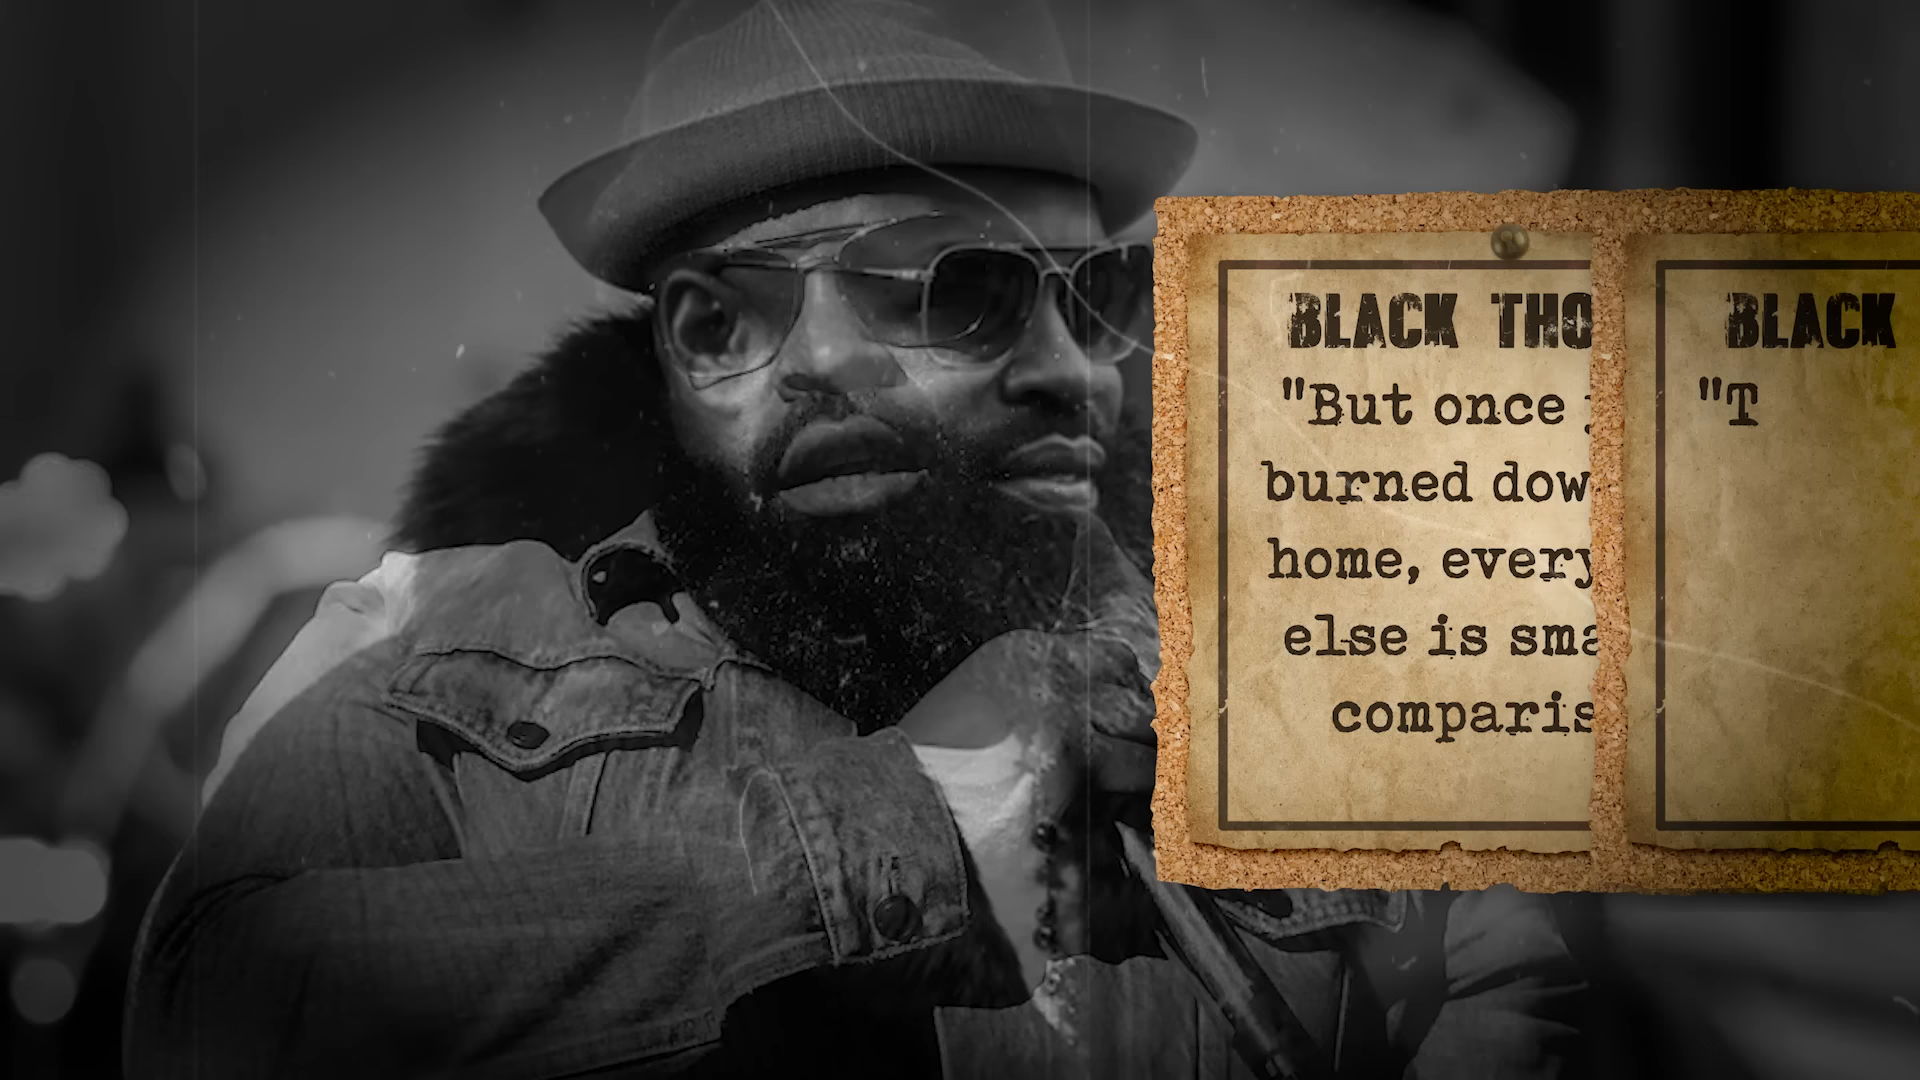 BLACK THO
"But once
burned dow
home, every
else is sma
comparis
BLACK
"T